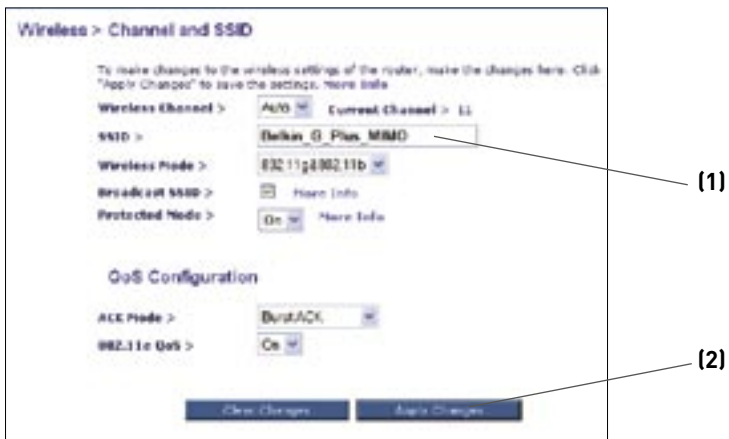 Wireless > Channel and SSID
To make changes to the wireless settings of the router, make the changes here. Click
"Apply Changes" to save the settings. More Info
Wireless Channel > Auto Current Channel > 11
SSID > Belkin_G_Plus_MIMO
(1)
Wireless Mode > 802.11g&802.11b
Broadcast SSID > More Info
Protected Mode > On More Info
QoS Configuration
ACK Mode > BurstACK
802.11e QoS > On
(2)
Clear Changes Apply Changes